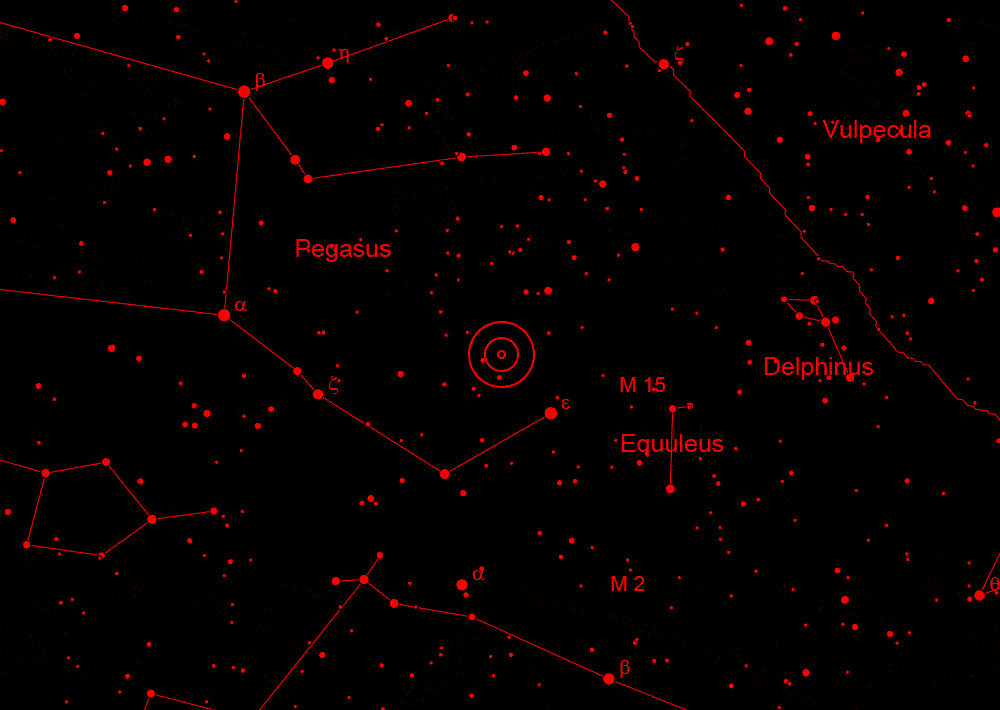 ζ
η
β
Vulpecula
Pegasus
α
Delphinus
ζ
M 15
ε
Equuleus
α
M 2
θ
β